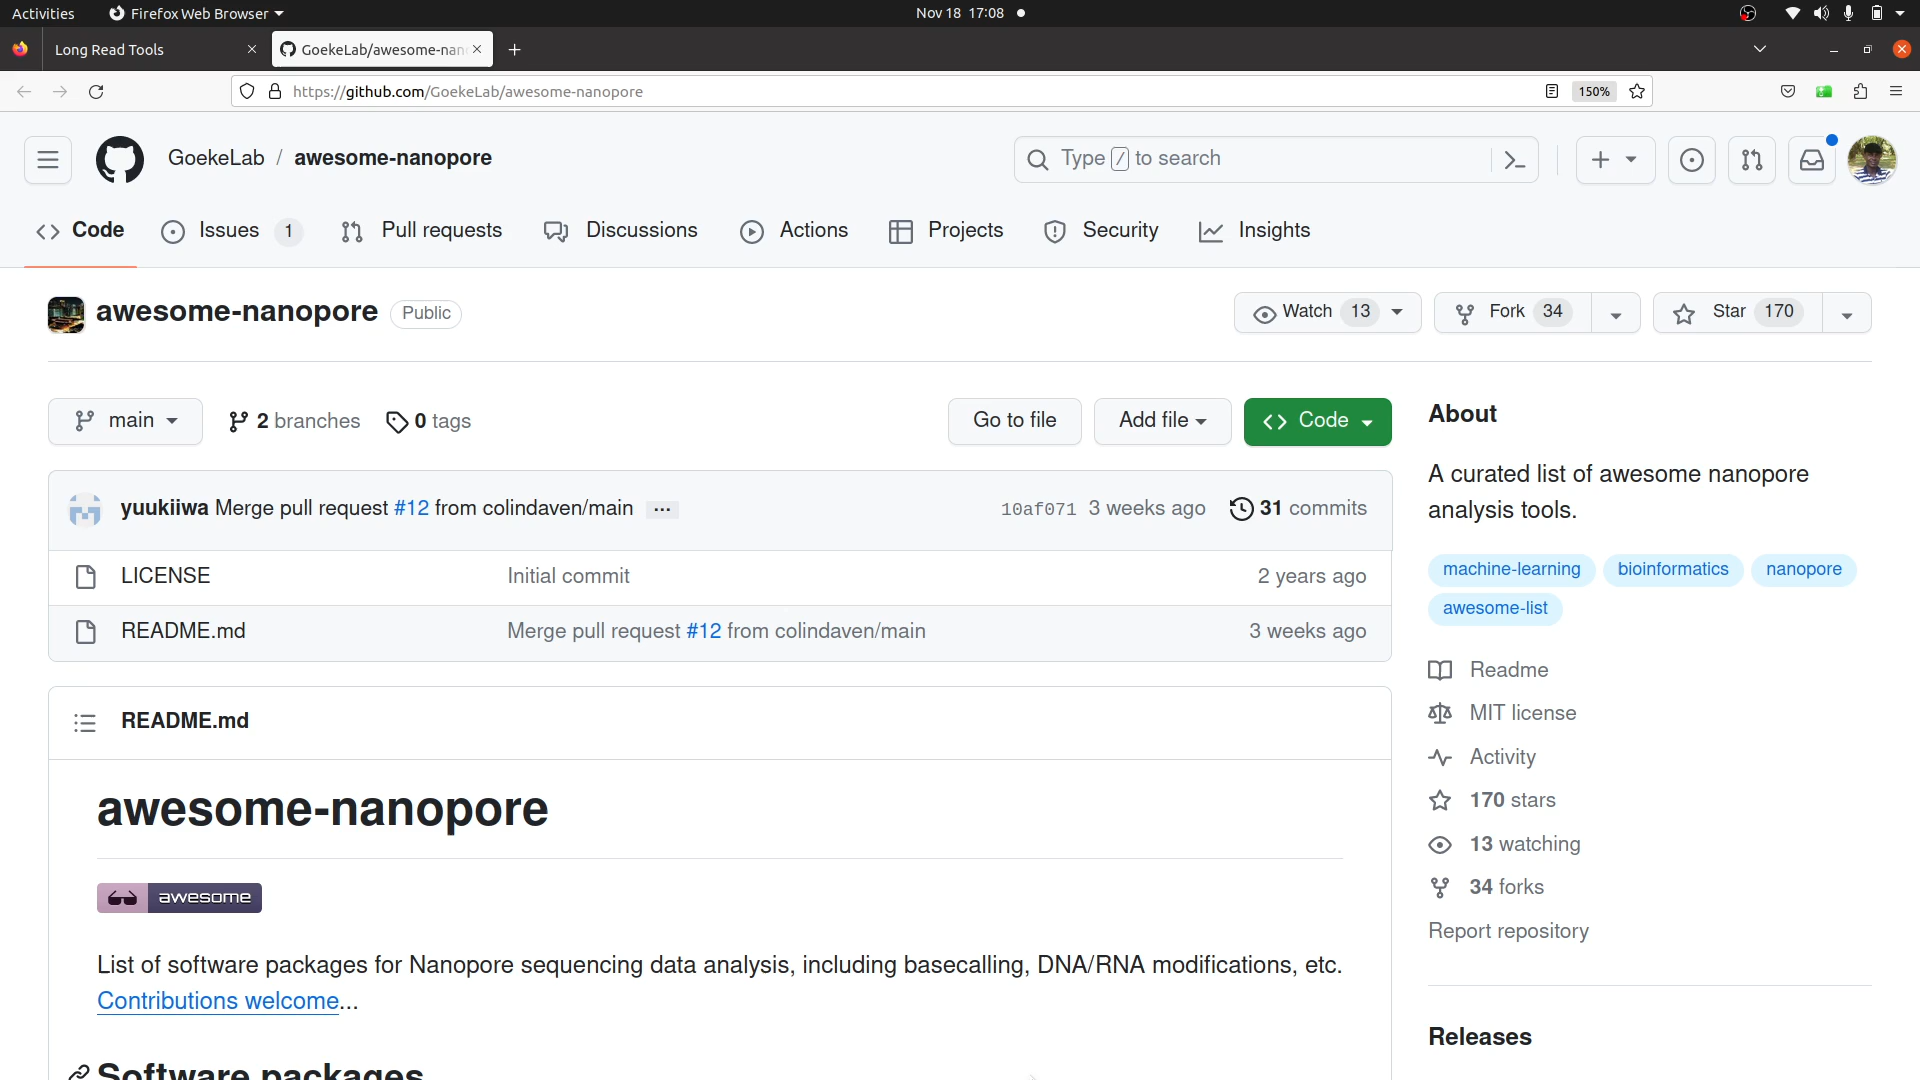 Activities Firefox Web Browser Nov 18 17:08
Long Read Tools GoekeLab/awesome-nan
https://github.com/GoekeLab/awesome-nanopore 150%
GoekeLab / awesome-nanopore Type / to search
Code Issues 1 Pull requests Discussions Actions Projects Security Insights
awesome-nanopore Public Watch 13 Fork 34 Star 170
main 2 branches 0 tags Go to file Add file Code
yuukiiwa Merge pull request #12 from colindaven/main ... 10af071 3 weeks ago 31 commits
LICENSE Initial commit 2 years ago
README.md Merge pull request #12 from colindaven/main 3 weeks ago
README.md
awesome-nanopore
awesome
List of software packages for Nanopore sequencing data analysis, including basecalling, DNA/RNA modifications, etc.
Contributions welcome...
Software packages
About
A curated list of awesome nanopore
analysis tools.
machine-learning bioinformatics nanopore
awesome-list
Readme
MIT license
Activity
170 stars
13 watching
34 forks
Report repository
Releases